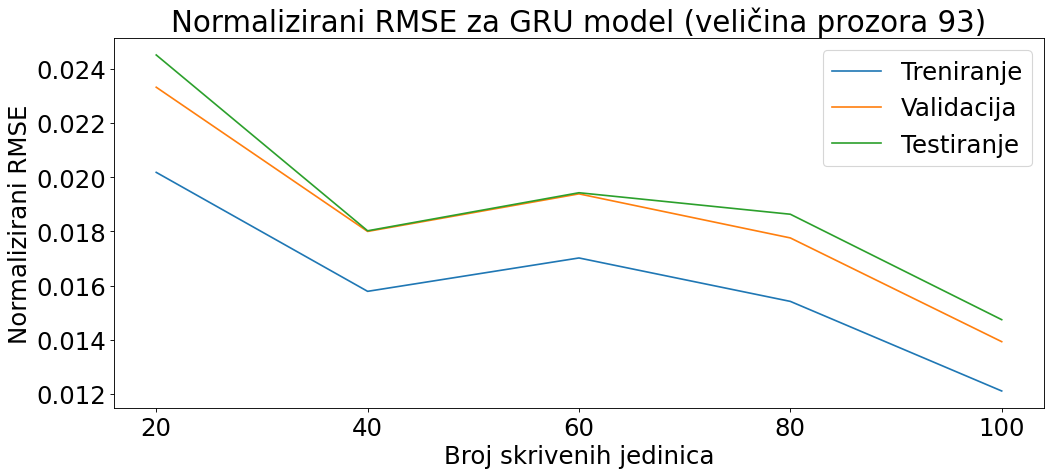 Normalizirani RMSE za GRU model (veličina prozora 93)
Normalizirani RMSE
0.024
0.022
0.020
0.018
0.016
0.014
0.012
Treniranje
Validacija
Testiranje
20 40 60 80 100
Broj skrivenih jedinica